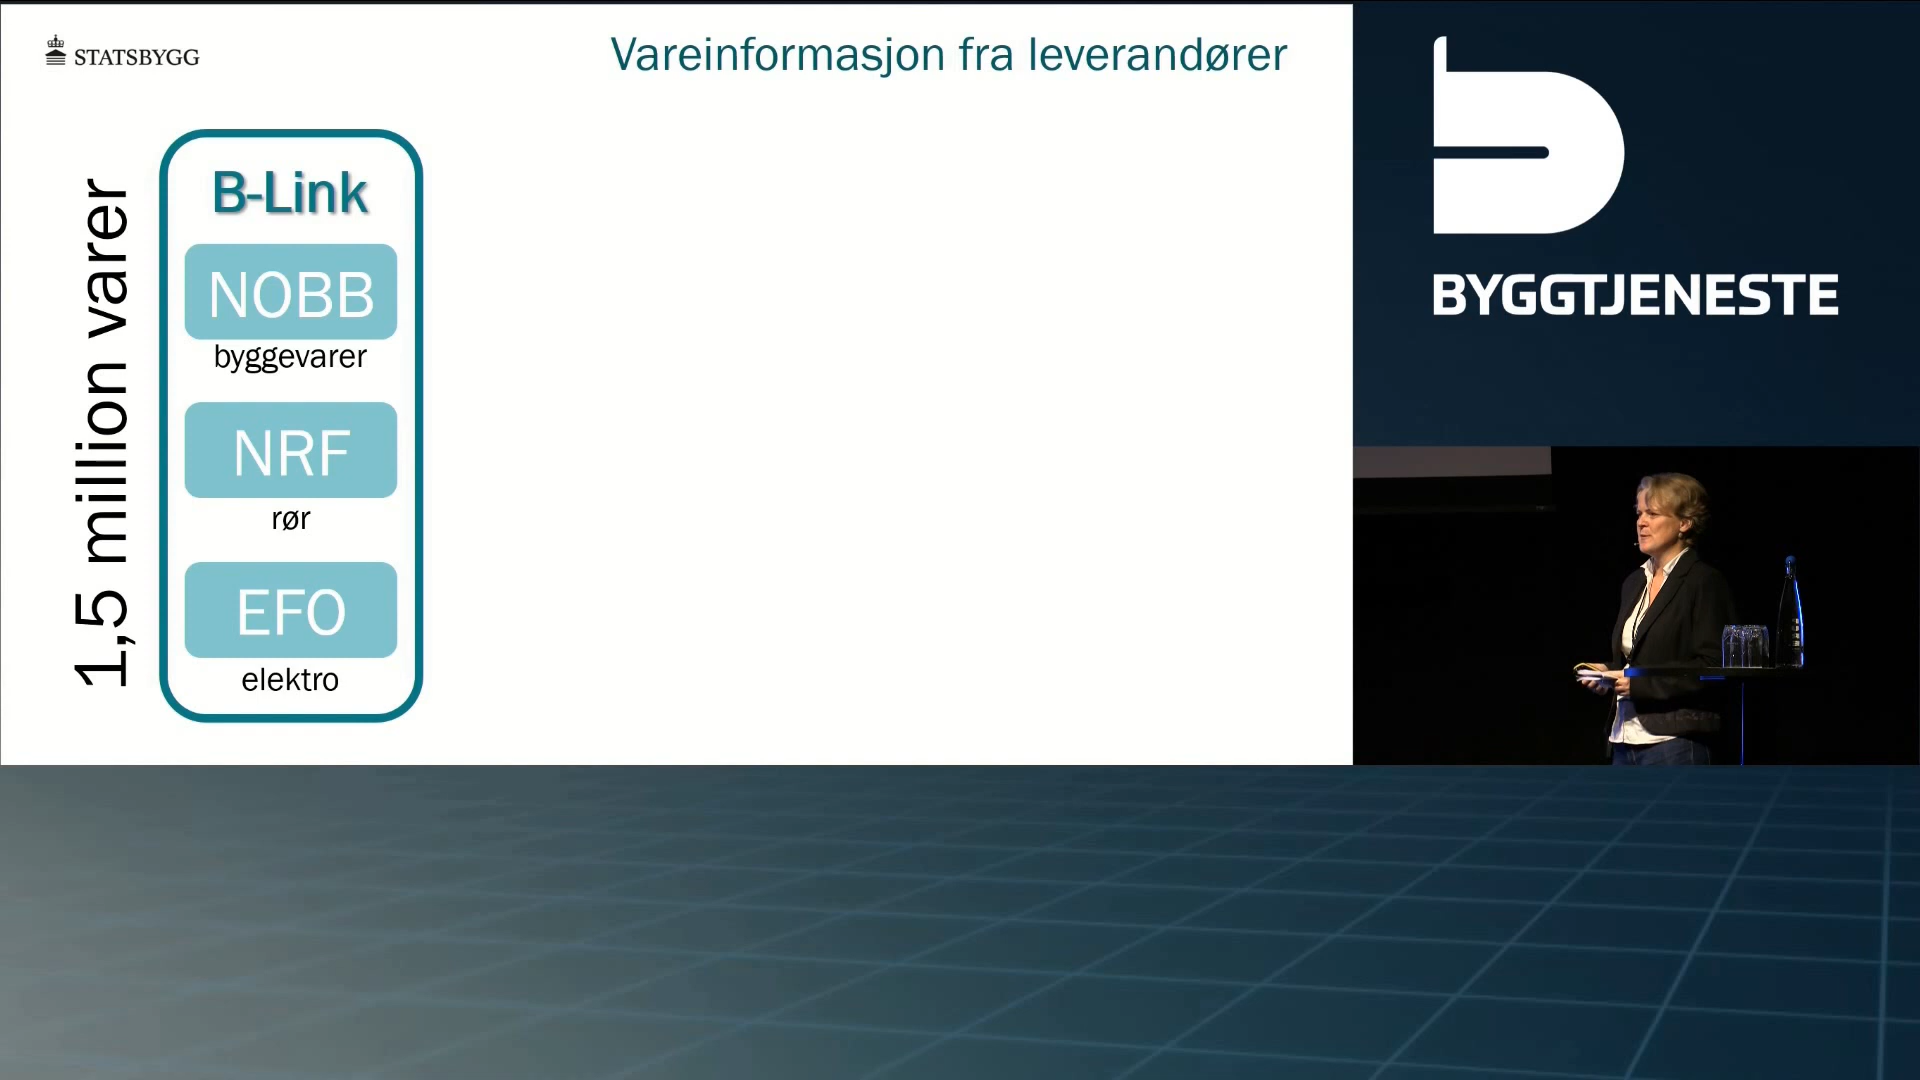 STATSBYGG
Vareinformasjon fra leverandører
1,5 million varer
B-Link
NOBB
byggevarer
NRF
rør
EFO
elektro
BYGGTJENESTE